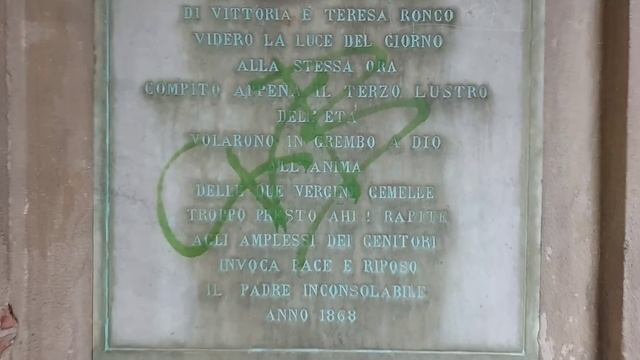 DI VITTORIA E TERESA RONCO
VIDERO LA LUCE DEL GIORNO
ALLA STESSA ORA
COMPITO APPENA IL TERZO LUSTRO
DELL'ETÁ
VOLARONO IN GREMBO A DIO
ALL'ANIMA
DELLE DUE VERGINI GEMELLE
TROPPO PRESTO AHI! RAPITE
AGLI AMPLESSI DEI GENITORI
INVOCA PACE E RIPOSO
IL PADRE INCONSOLABILE
ANNO 1868